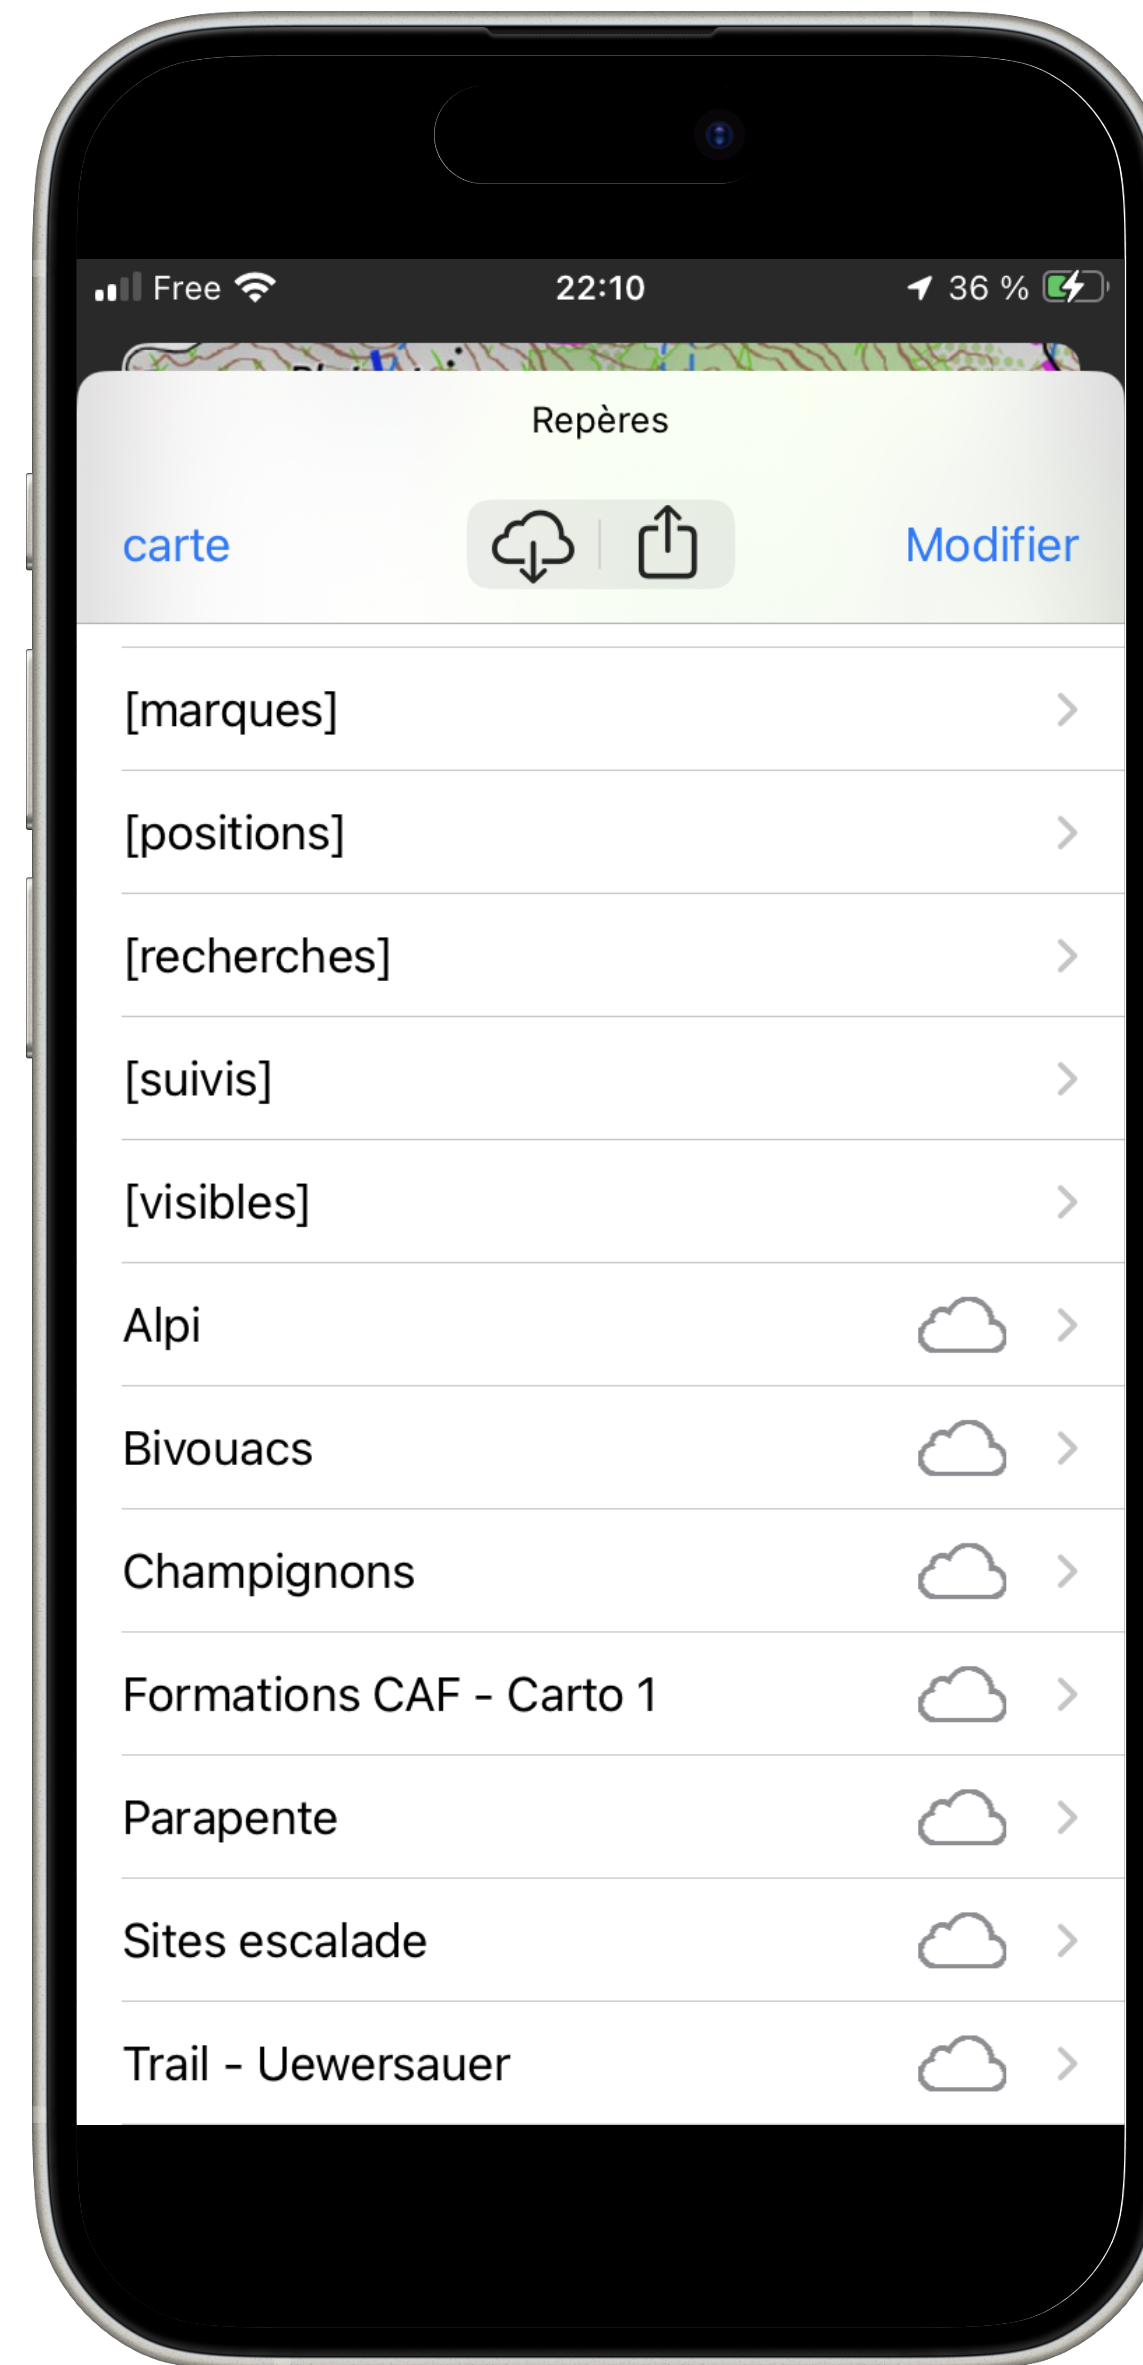 Free 22:10 36 %
Repères
carte Modifier
[marques]
[positions]
[recherches]
[suivis]
[visibles]
Alpi
Bivouacs
Champignons
Formations CAF - Carto 1
Parapente
Sites escalade
Trail - Uewersauer